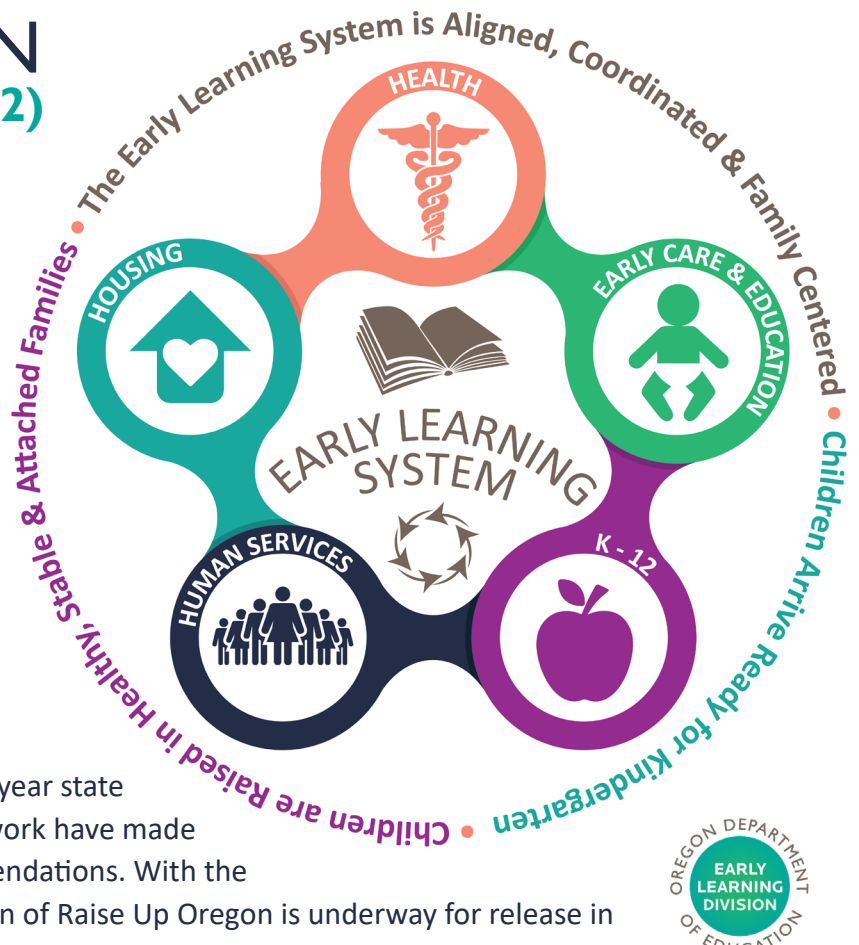 N
2)
The Early Learning System is Aligned, Coordinated & Family Centered •
Children Arrive Ready for Kindergarten •
Children are Raised in Healthy, Stable & Attached Families •
HEALTH
HOUSING
EARLY CARE & EDUCATION
EARLY LEARNING
SYSTEM
HUMAN SERVICES
K - 12
year state
work have made
endations. With the
n of Raise Up Oregon is underway for release in
OREGON DEPARTMENT
OF EDUCATION
EARLY
LEARNING
DIVISION